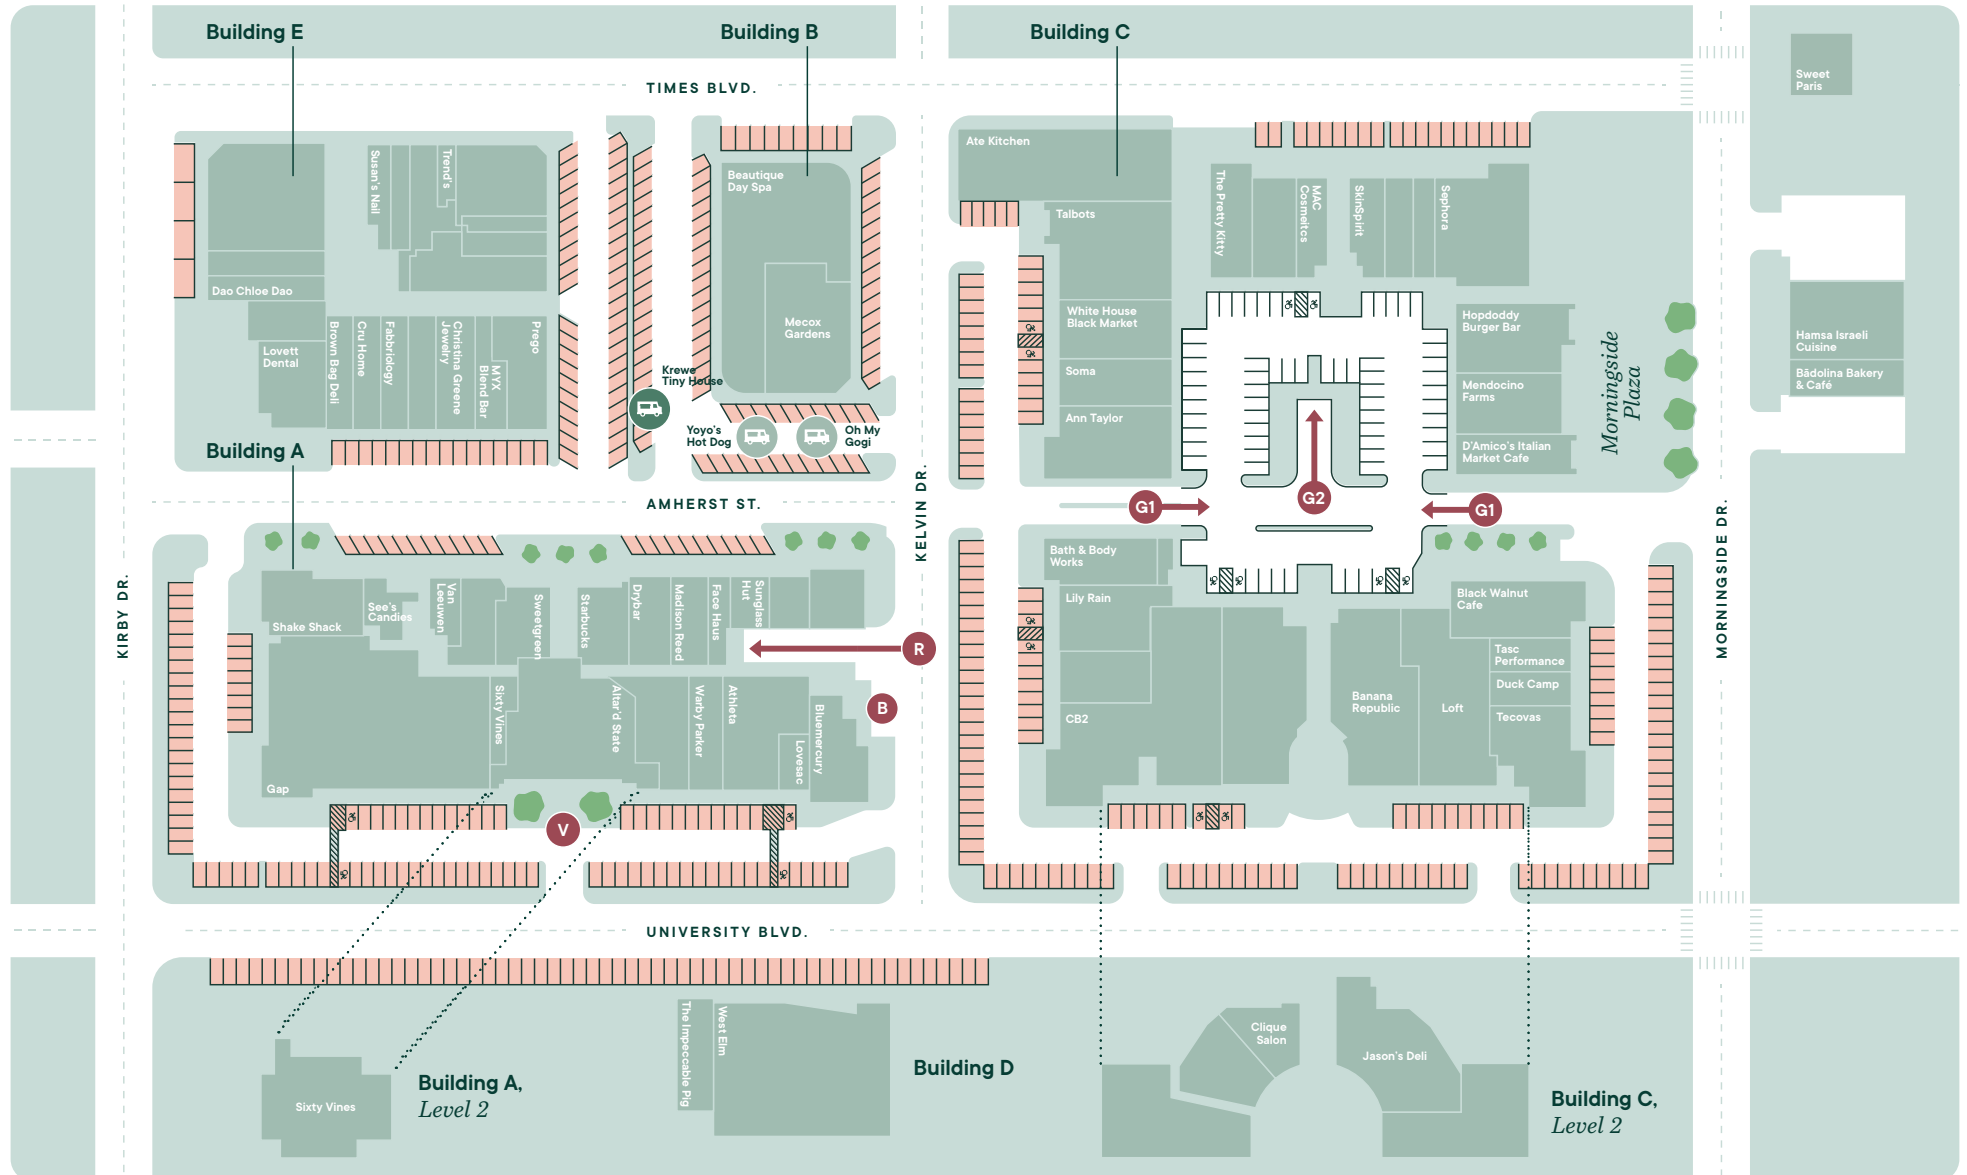 Building E
Building B
Building C
TIMES BLVD.
Sweet
Paris
Susan's Nail
Trend's
Dao Chloe Dao
Lovett
Dental
Brown Bag Deli
Cru Home
Fabbriology
Christina Greene
Jewelry
MYX
Blend Bar
Prego
Beautique
Day Spa
Mecox
Gardens
Krewe
Tiny House
Yoyo's
Hot Dog
Oh My
Gogi
Ate Kitchen
Talbots
White House
Black Market
Soma
Ann Taylor
The Pretty Kitty
MAC
Cosmeitcs
SkinSpirit
Sephora
Hopdoddy
Burger Bar
Mendocino
Farms
D'Amico's Italian
Market Cafe
Morningside
Plaza
Hamsa Israeli
Cuisine
Badolina Bakery
& Café
Building A
AMHERST ST.
KELVIN DR.
G1
G2
G1
KIRBY DR.
MORNINGSIDE DR.
Shake Shack
See's
Candies
Van
Leeuwen
Sweetgreen
Starbucks
Drybar
Madison Reed
Face Haus
Sunglass
Hut
R
B
Gap
Sixty Vines
Altar'd State
Warby Parker
Athleta
Lovesac
Bluemercury
V
Bath & Body
Works
Lily Rain
CB2
Banana
Republic
Loft
Black Walnut
Cafe
Tasc
Performance
Duck Camp
Tecovas
UNIVERSITY BLVD.
Sixty Vines
Building A,
Level 2
The Impeccable Pig
West Elm
Building D
Clique
Salon
Jason's Deli
Building C,
Level 2